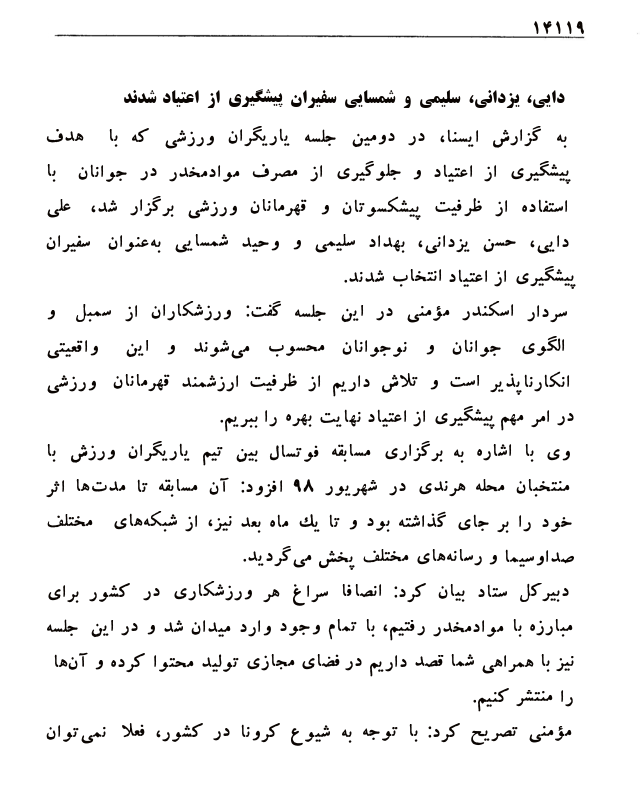 ۱۴۱۱۹
دایی، یزدانی، سلیمی و شمسایی سفیران پیشگیری از اعتیاد شدند
به گزارش ایسنا، در دومین جلسه یاریگران ورزشی که با هدف
پیشگیری از اعتیاد و جلوگیری از مصرف موادمخدر در جوانان با
استفاده از ظرفیت پیشکسوتان و قهرمانان ورزشی برگزار شد، علی
دایی، حسن یزدانی، بهداد سلیمی و وحید شمسایی به‌عنوان سفیران
پیشگیری از اعتیاد انتخاب شدند.
سردار اسکندر مؤمنی در این جلسه گفت: ورزشکاران از سمبل و
الگوی جوانان و نوجوانان محسوب می‌شوند و این واقعیتی
انکارناپذیر است و تلاش داریم از ظرفیت ارزشمند قهرمانان ورزشی
در امر مهم پیشگیری از اعتیاد نهایت بهره را ببریم.
وی با اشاره به برگزاری مسابقه فوتسال بین تیم یاریگران ورزش با
منتخبان محله هرندی در شهریور ۹۸ افزود: آن مسابقه تا مدت‌ها اثر
خود را بر جای گذاشته بود و تا یك ماه بعد نیز، از شبکه‌های مختلف
صداوسیما و رسانه‌های مختلف پخش می‌گردید.
دبیرکل ستاد بیان کرد: انصافا سراغ هر ورزشکاری در کشور برای
مبارزه با موادمخدر رفتیم، با تمام وجود وارد میدان شد و در این جلسه
نیز با همراهی شما قصد داریم در فضای مجازی تولید محتوا کرده و آن‌ها
را منتشر کنیم.
مؤمنی تصریح کرد: با توجه به شیوع کرونا در کشور، فعلا نمی‌توان